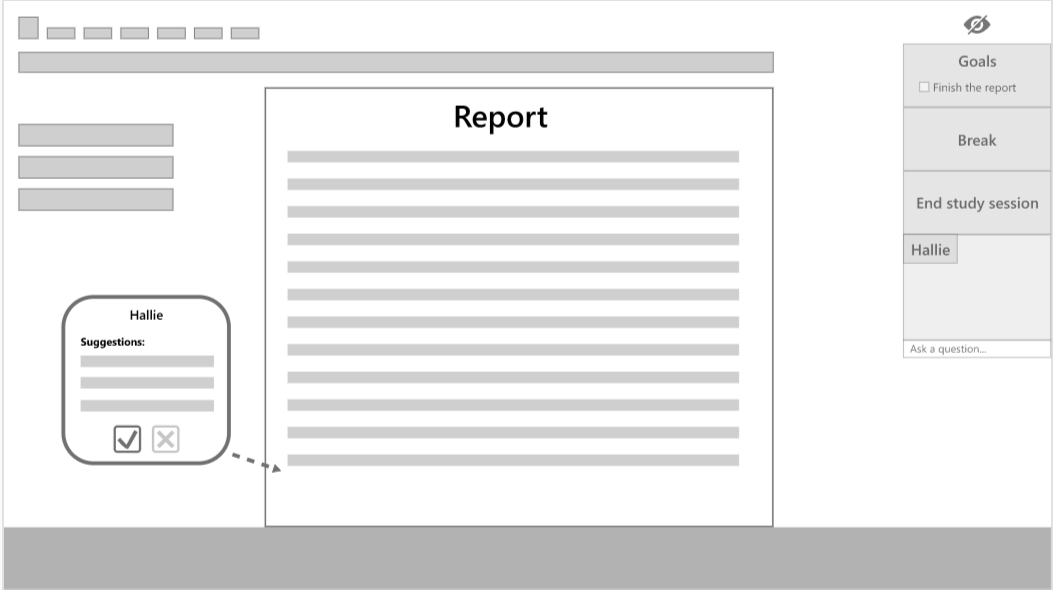 Report
Hallie
Suggestions:
Goals
Finish the report
Break
End study session
Hallie
Ask a question...